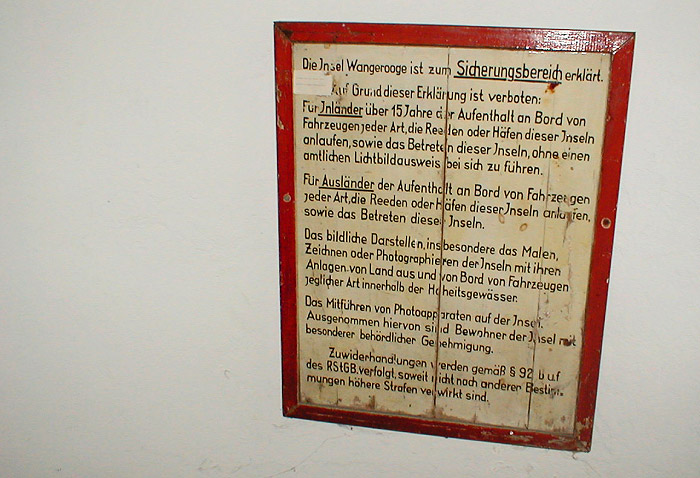 Die Insel Wangerooge ist zum Sicherungsbereich erklärt.
Auf Grund dieser Erklärung ist verboten:
Für Inländer über 15 Jahre der Aufenthalt an Bord von
Fahrzeugen jeder Art, die Reeden oder Häfen dieser Inseln
anlaufen, sowie das Betreten dieser Inseln, ohne einen
amtlichen Lichtbildausweis bei sich zu führen.
Für Ausländer der Aufenthalt an Bord von Fahrzeugen
jeder Art, die Reeden oder Häfen dieser Inseln anlaufen,
sowie das Betreten dieser Inseln.
Das bildliche Darstellen, insbesondere das Malen,
Zeichnen oder Photographieren der Inseln mit ihren
Anlagen von Land aus und von Bord von Fahrzeugen
jeglicher Art innerhalb der Hoheitsgewässer.
Das Mitführen von Photoapparaten auf der Insel.
Ausgenommen hiervon sind Bewohner der Insel mit
besonderer behördlicher Genehmigung.
Zuwiderhandlungen werden gemäß § 92 b uf
des RStGB. verfolgt, soweit nicht nach anderer Bestim-
mungen höhere Strafen verwirkt sind.